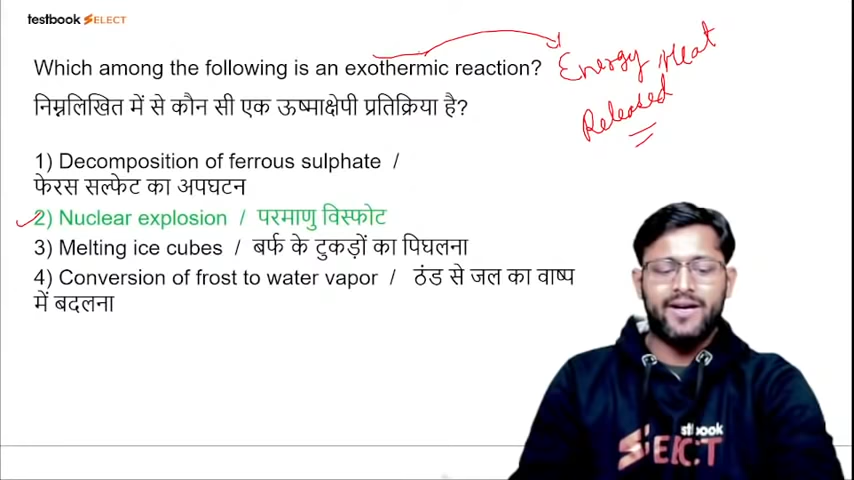 testbook SELECT
Which among the following is an exothermic reaction?
Energy, Heat
Released
निम्नलिखित में से कौन सी एक ऊष्माक्षेपी प्रतिक्रिया है?
1) Decomposition of ferrous sulphate /
फेरस सल्फेट का अपघटन
2) Nuclear explosion / परमाणु विस्फोट
3) Melting ice cubes / बर्फ के टुकड़ों का पिघलना
4) Conversion of frost to water vapor / ठंड से जल का वाष्प
में बदलना
testbook
SELECT